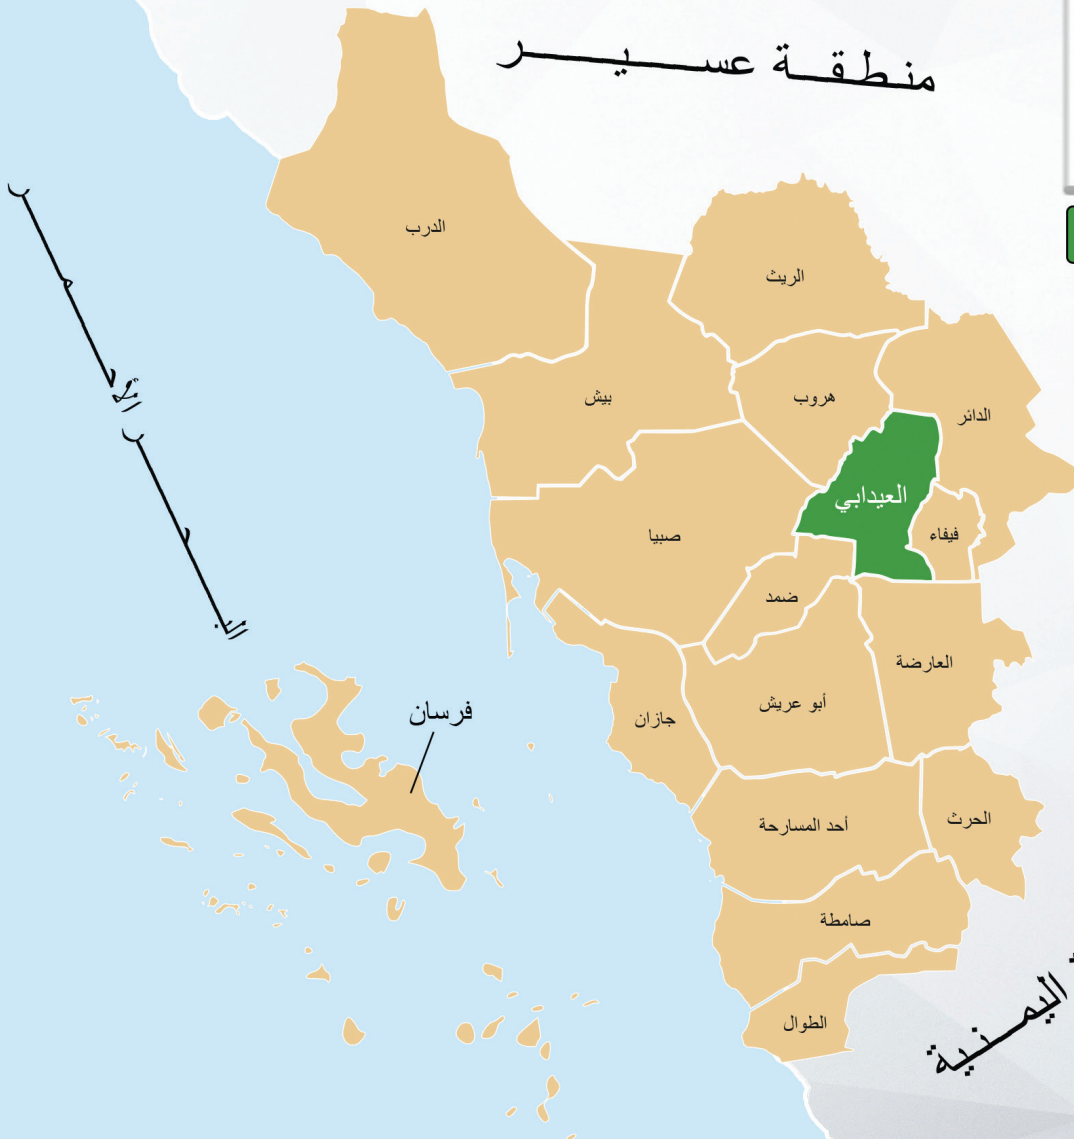 منطقة عسير
الدرب
الريث
بيش
هروب
الدائر
العيدابي
فيفاء
صبيا
ضمد
العارضة
أبو عريش
جازان
فرسان
أحد المسارحة
الحرث
صامطة
الطوال
البحر الأحمر
اليمنية